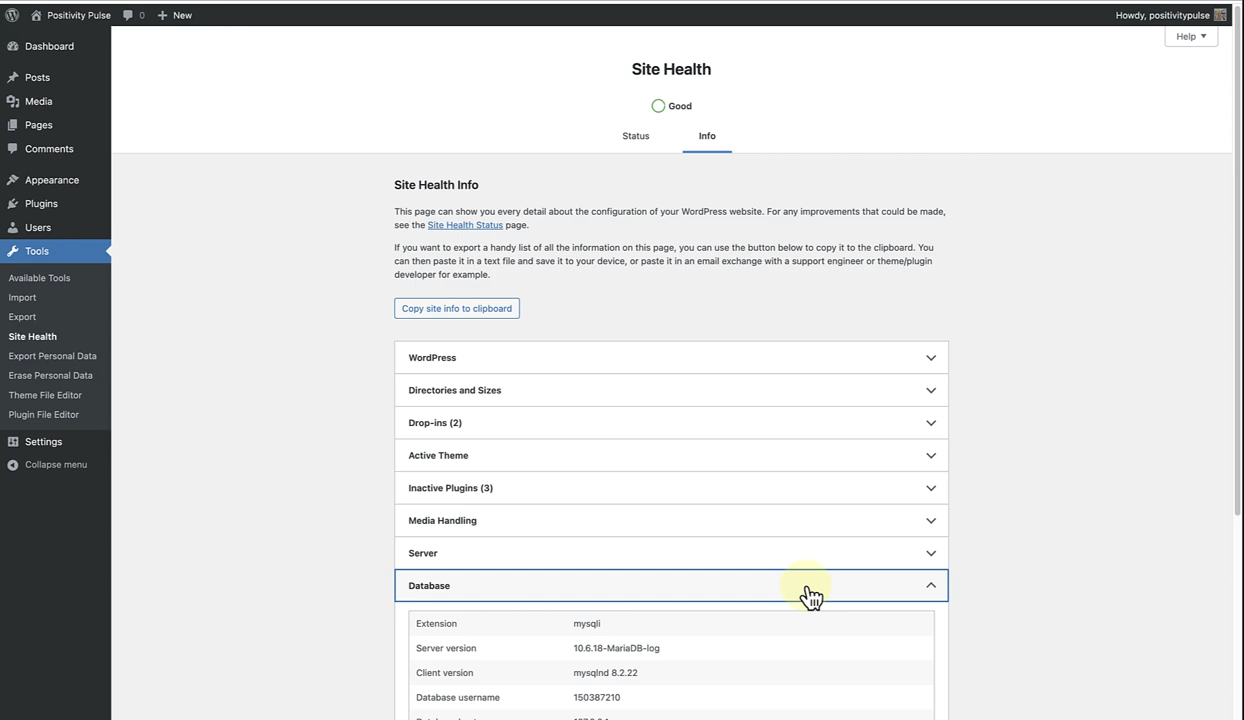 Positivity Pulse 0 New Howdy, positivitypulse
Help
Dashboard
Posts
Media
Pages
Comments
Appearance
Plugins
Users
Tools
Available Tools
Import
Export
Site Health
Export Personal Data
Erase Personal Data
Theme File Editor
Plugin File Editor
Settings
Collapse menu
Site Health
Good
Status Info
Site Health Info
This page can show you every detail about the configuration of your WordPress website. For any improvements that could be made,
see the Site Health Status page.
If you want to export a handy list of all the information on this page, you can use the button below to copy it to the clipboard. You
can then paste it in a text file and save it to your device, or paste it in an email exchange with a support engineer or theme/plugin
developer for example.
Copy site info to clipboard
WordPress
Directories and Sizes
Drop-ins (2)
Active Theme
Inactive Plugins (3)
Media Handling
Server
Database
Extension mysqli
Server version 10.6.18-MariaDB-log
Client version mysqlnd 8.2.22
Database username 150387210